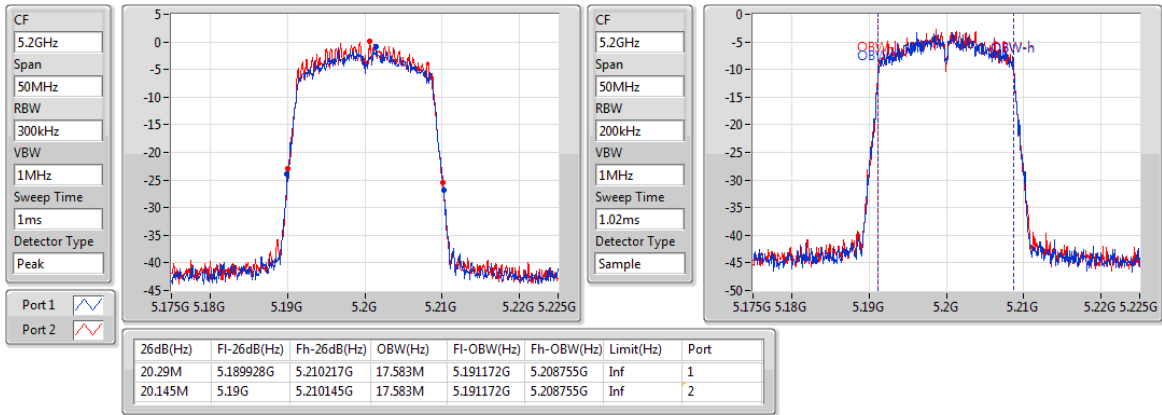 CF
5.2GHz
Span
50MHz
RBW
300kHz
VBW
1MHz
Sweep Time
1ms
Detector Type
Peak
Port 1
Port 2
5
0
-5
-10
-15
-20
-25
-30
-35
-40
-45
5.175G 5.18G 5.19G 5.2G 5.21G 5.22G 5.225G
CF
5.2GHz
Span
50MHz
RBW
200kHz
VBW
1MHz
Sweep Time
1.02ms
Detector Type
Sample
0
-5
-10
-15
-20
-25
-30
-35
-40
-45
-50
OBW-h
5.175G 5.18G 5.19G 5.2G 5.21G 5.22G 5.225G
26dB(Hz) Fl-26dB(Hz) Fh-26dB(Hz) OBW(Hz) Fl-OBW(Hz) Fh-OBW(Hz) Limit(Hz) Port
20.29M 5.189928G 5.210217G 17.583M 5.191172G 5.208755G Inf 1
20.145M 5.19G 5.210145G 17.583M 5.191172G 5.208755G Inf 2